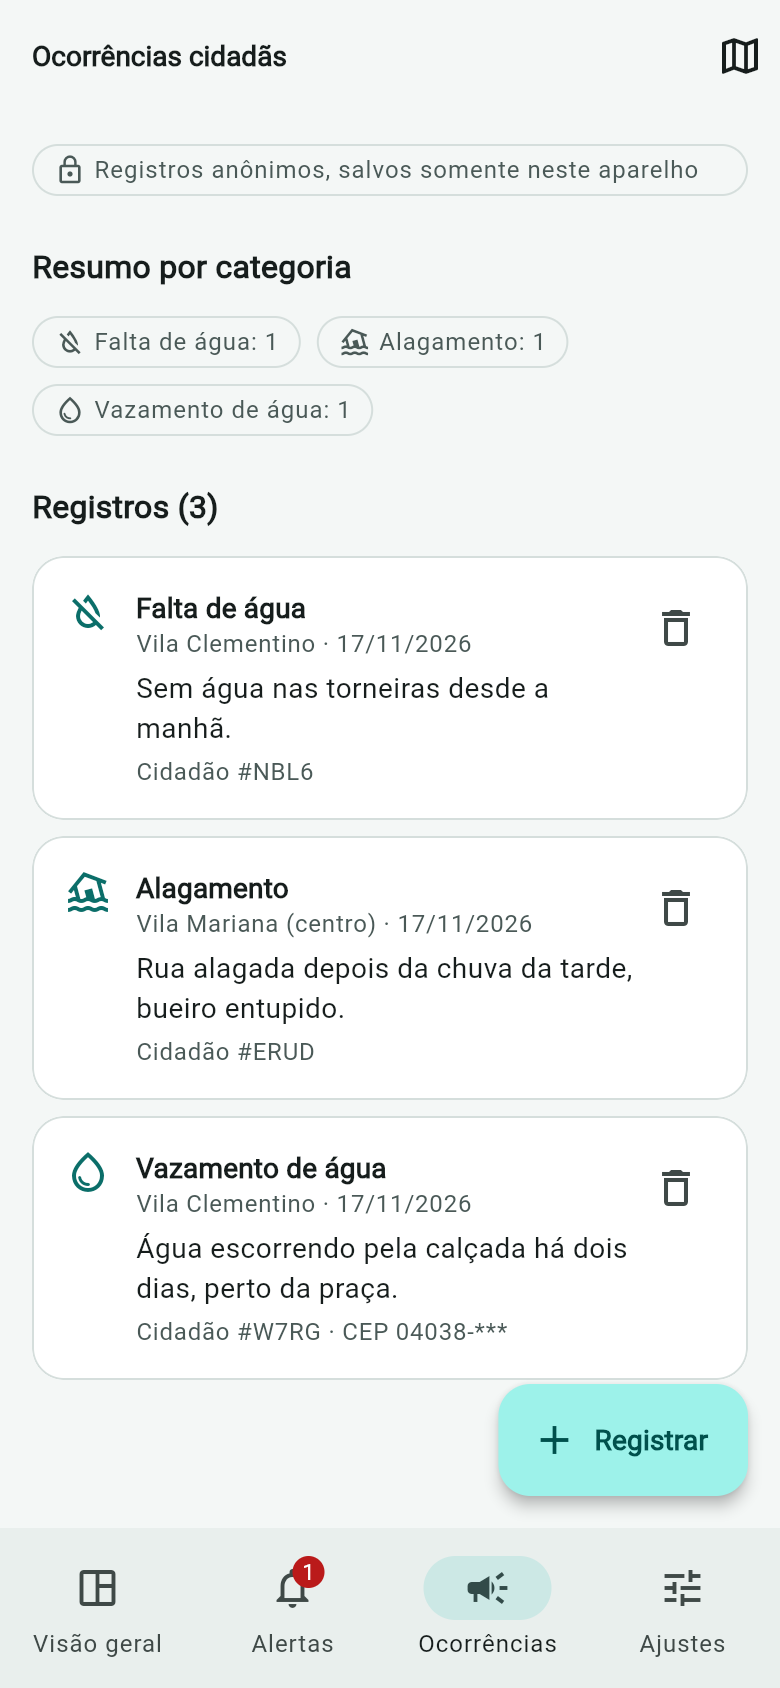 Ocorrências cidadãs
Registros anônimos, salvos somente neste aparelho
Resumo por categoria
Falta de água: 1
Alagamento: 1
Vazamento de água: 1
Registros (3)
Falta de água
Vila Clementino · 17/11/2026
Sem água nas torneiras desde a
manhã.
Cidadão #NBL6
Alagamento
Vila Mariana (centro) · 17/11/2026
Rua alagada depois da chuva da tarde,
bueiro entupido.
Cidadão #ERUD
Vazamento de água
Vila Clementino · 17/11/2026
Água escorrendo pela calçada há dois
dias, perto da praça.
Cidadão #W7RG · CEP 04038-***
Registrar
1
Visão geral
Alertas
Ocorrências
Ajustes